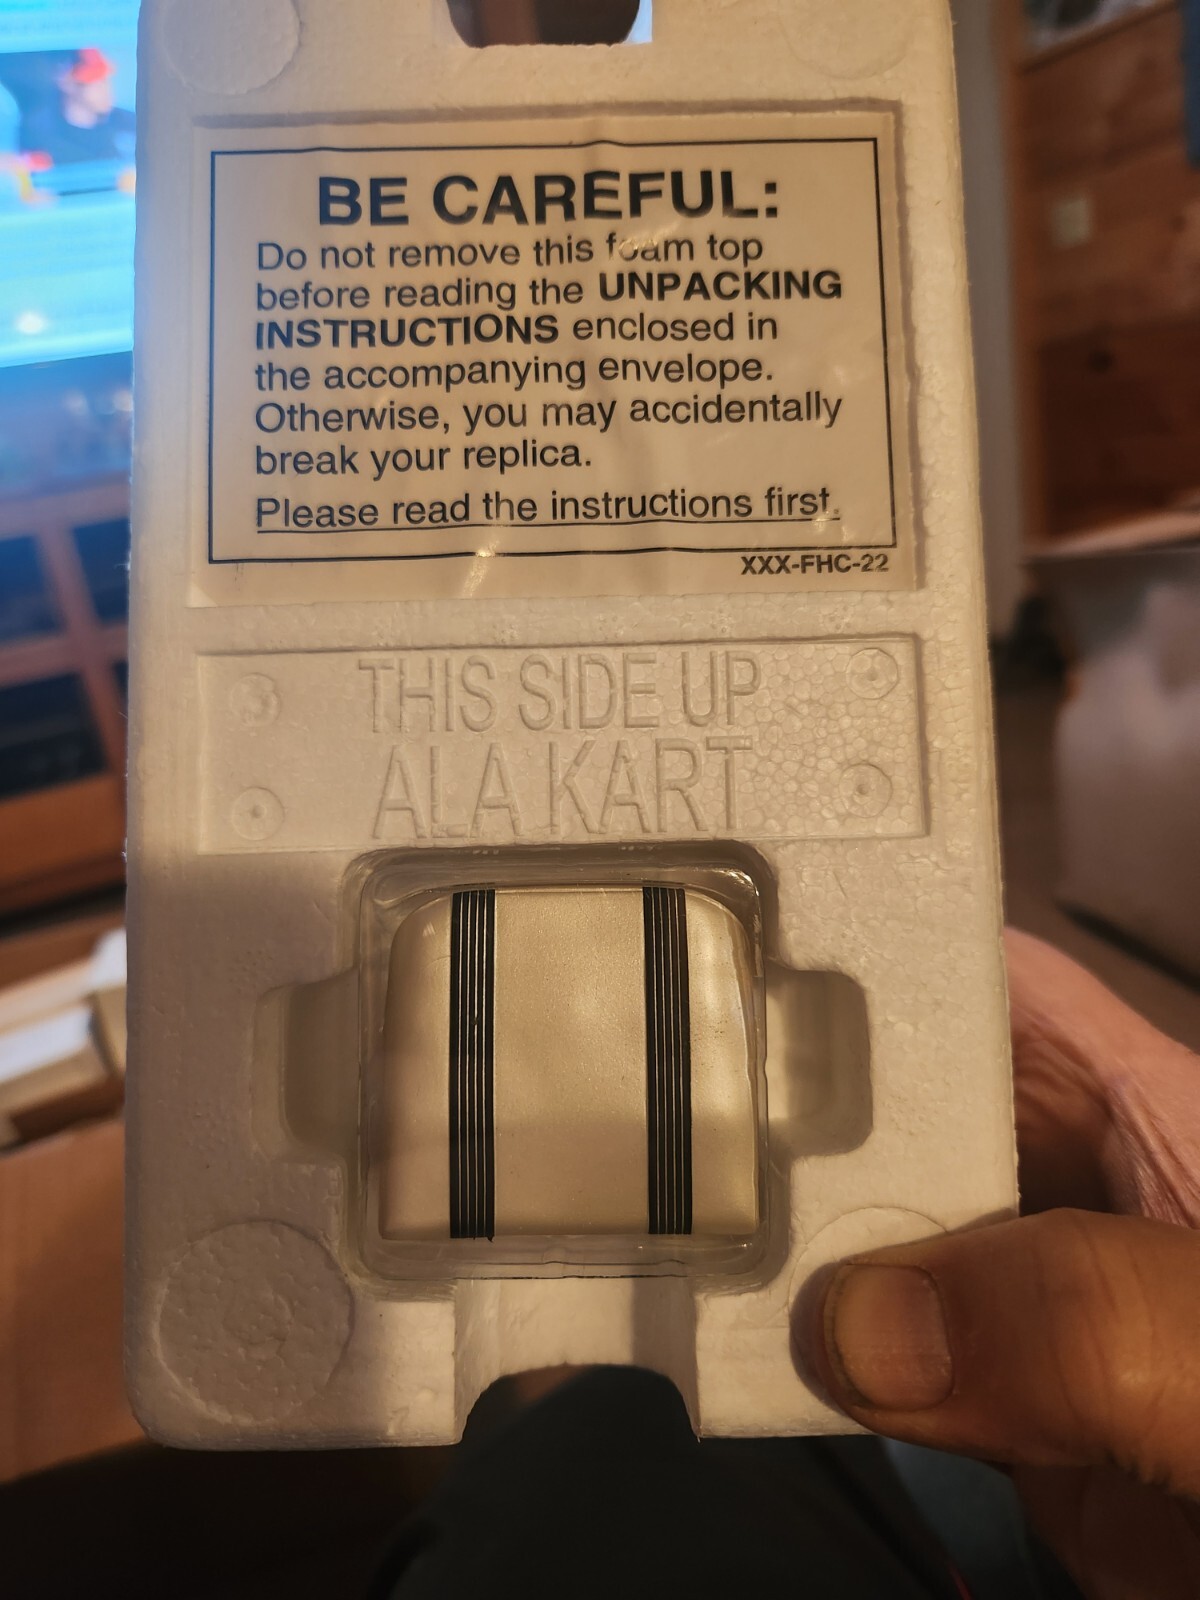 BE CAREFUL:
Do not remove this foam top
before reading the UNPACKING
INSTRUCTIONS enclosed in
the accompanying envelope.
Otherwise, you may accidentally
break your replica.
Please read the instructions first.
XXX-FHC-22
THIS SIDE UP
ALA KART